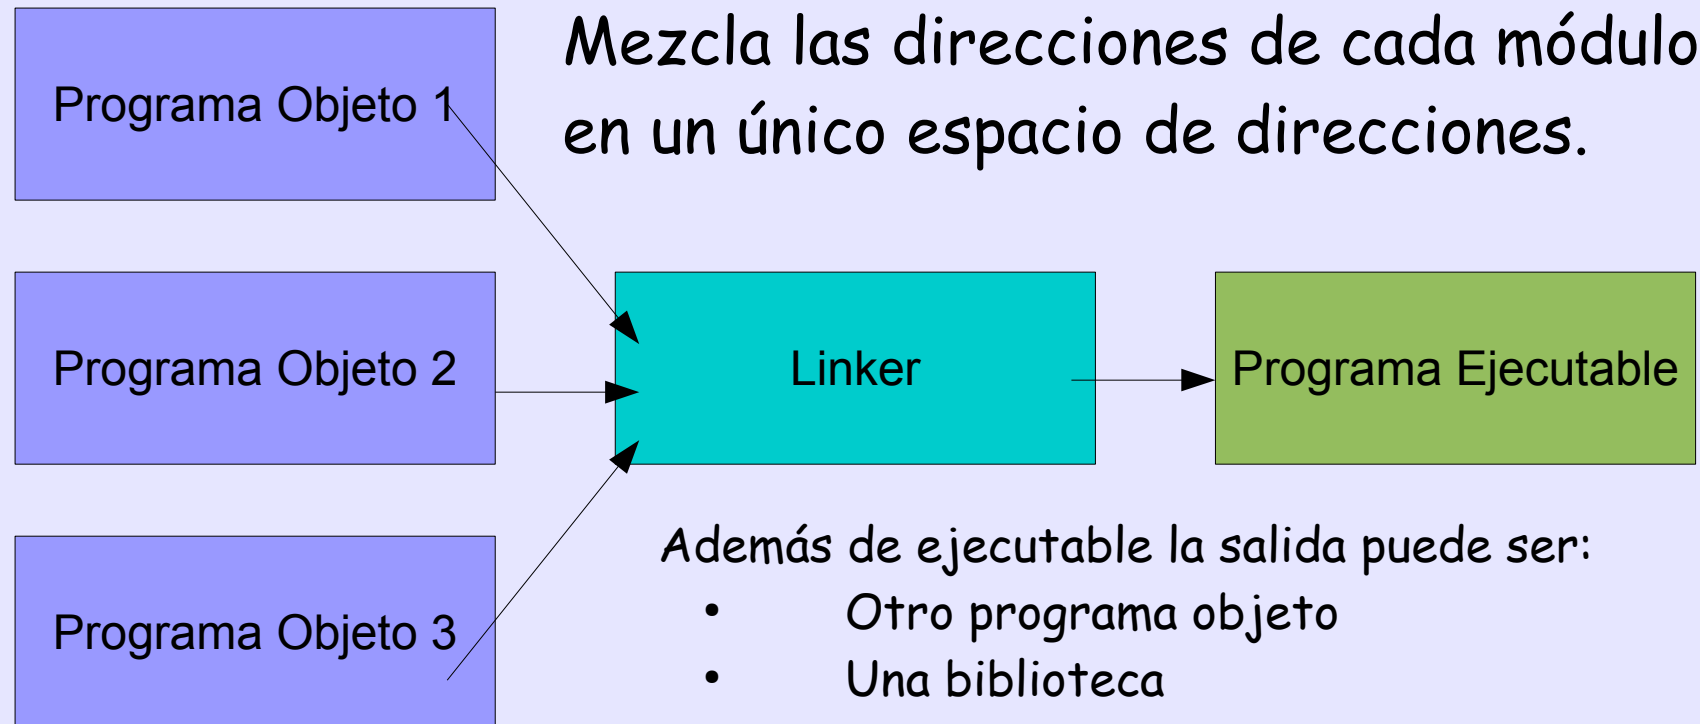 Mezcla las direcciones de cada módulo
en un único espacio de direcciones.
Programa Objeto 1
Programa Objeto 2
Linker
Programa Ejecutable
Programa Objeto 3
Además de ejecutable la salida puede ser:
• Otro programa objeto
• Una biblioteca